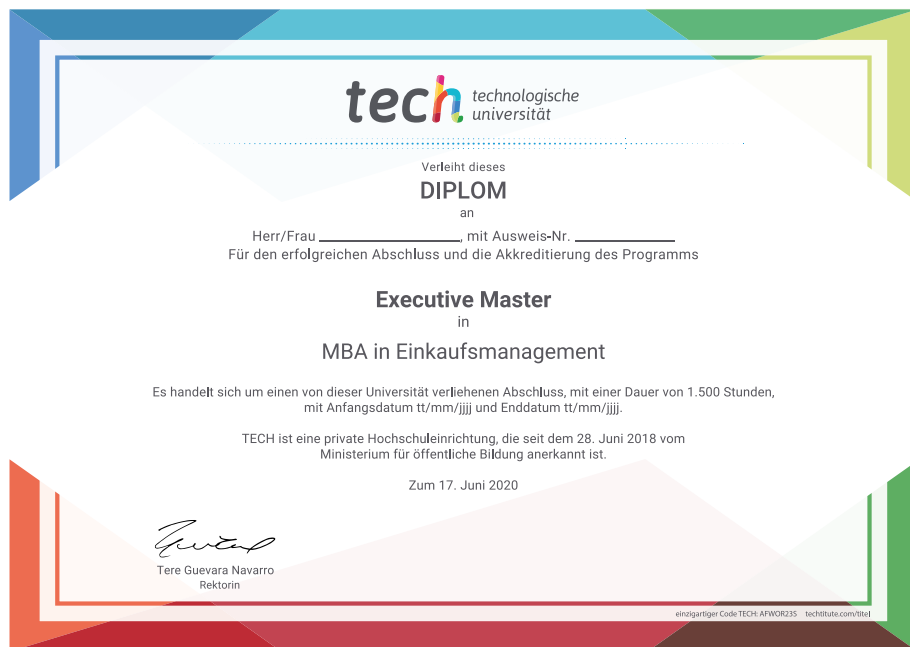 tech technologische
universität
Verleiht dieses
DIPLOM
an
Herr/Frau ____________, mit Ausweis-Nr. ____________
Für den erfolgreichen Abschluss und die Akkreditierung des Programms
Executive Master
in
MBA in Einkaufsmanagement
Es handelt sich um einen von dieser Universität verliehenen Abschluss, mit einer Dauer von 1.500 Stunden,
mit Anfangsdatum tt/mm/jjjj und Enddatum tt/mm/jjjj.
TECH ist eine private Hochschuleinrichtung, die seit dem 28. Juni 2018 vom
Ministerium für öffentliche Bildung anerkannt ist.
Zum 17. Juni 2020
Tere Guevara Navarro
Rektorin
einzigartiger Code TECH: AFWOR23S techtitute.com/titel